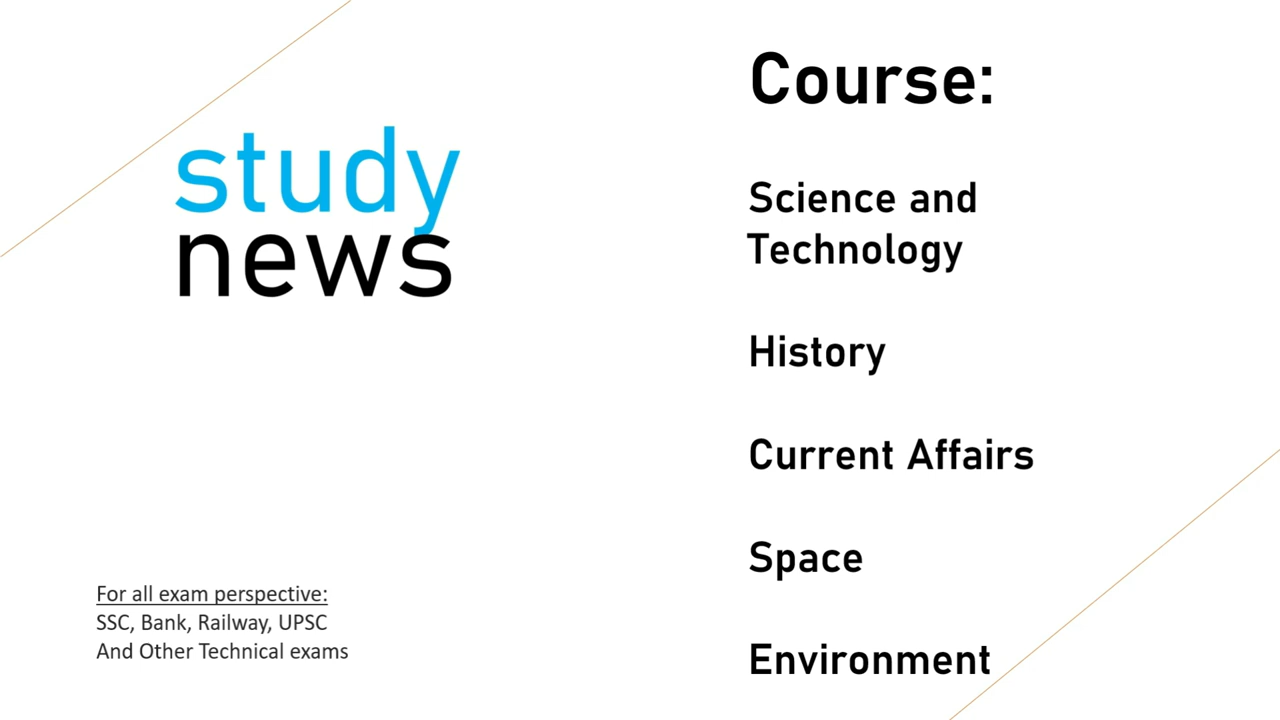 study
news
For all exam perspective:
SSC, Bank, Railway, UPSC
And Other Technical exams
Course:
Science and
Technology
History
Current Affairs
Space
Environment